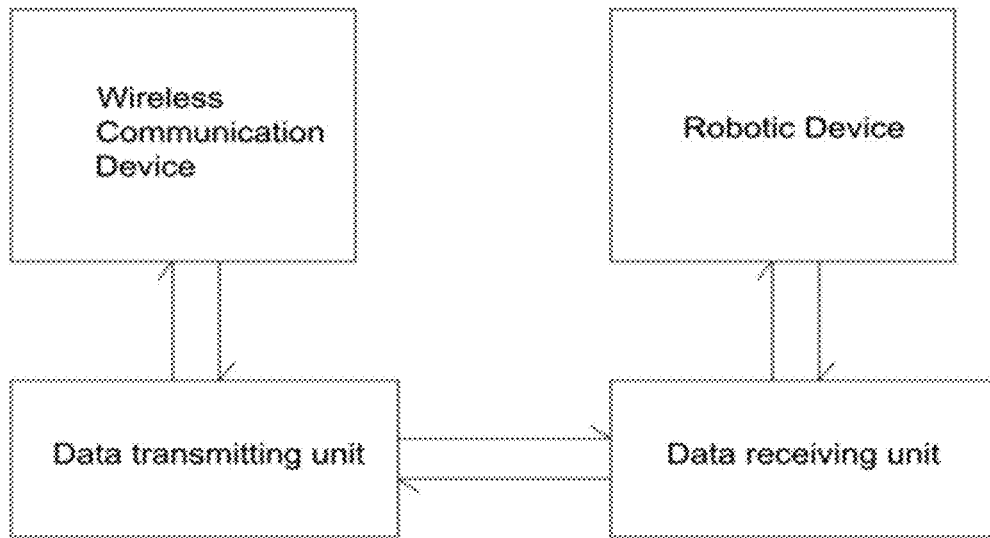 Wireless
Communication
Device
Robotic Device
Data transmitting unit
Data receiving unit